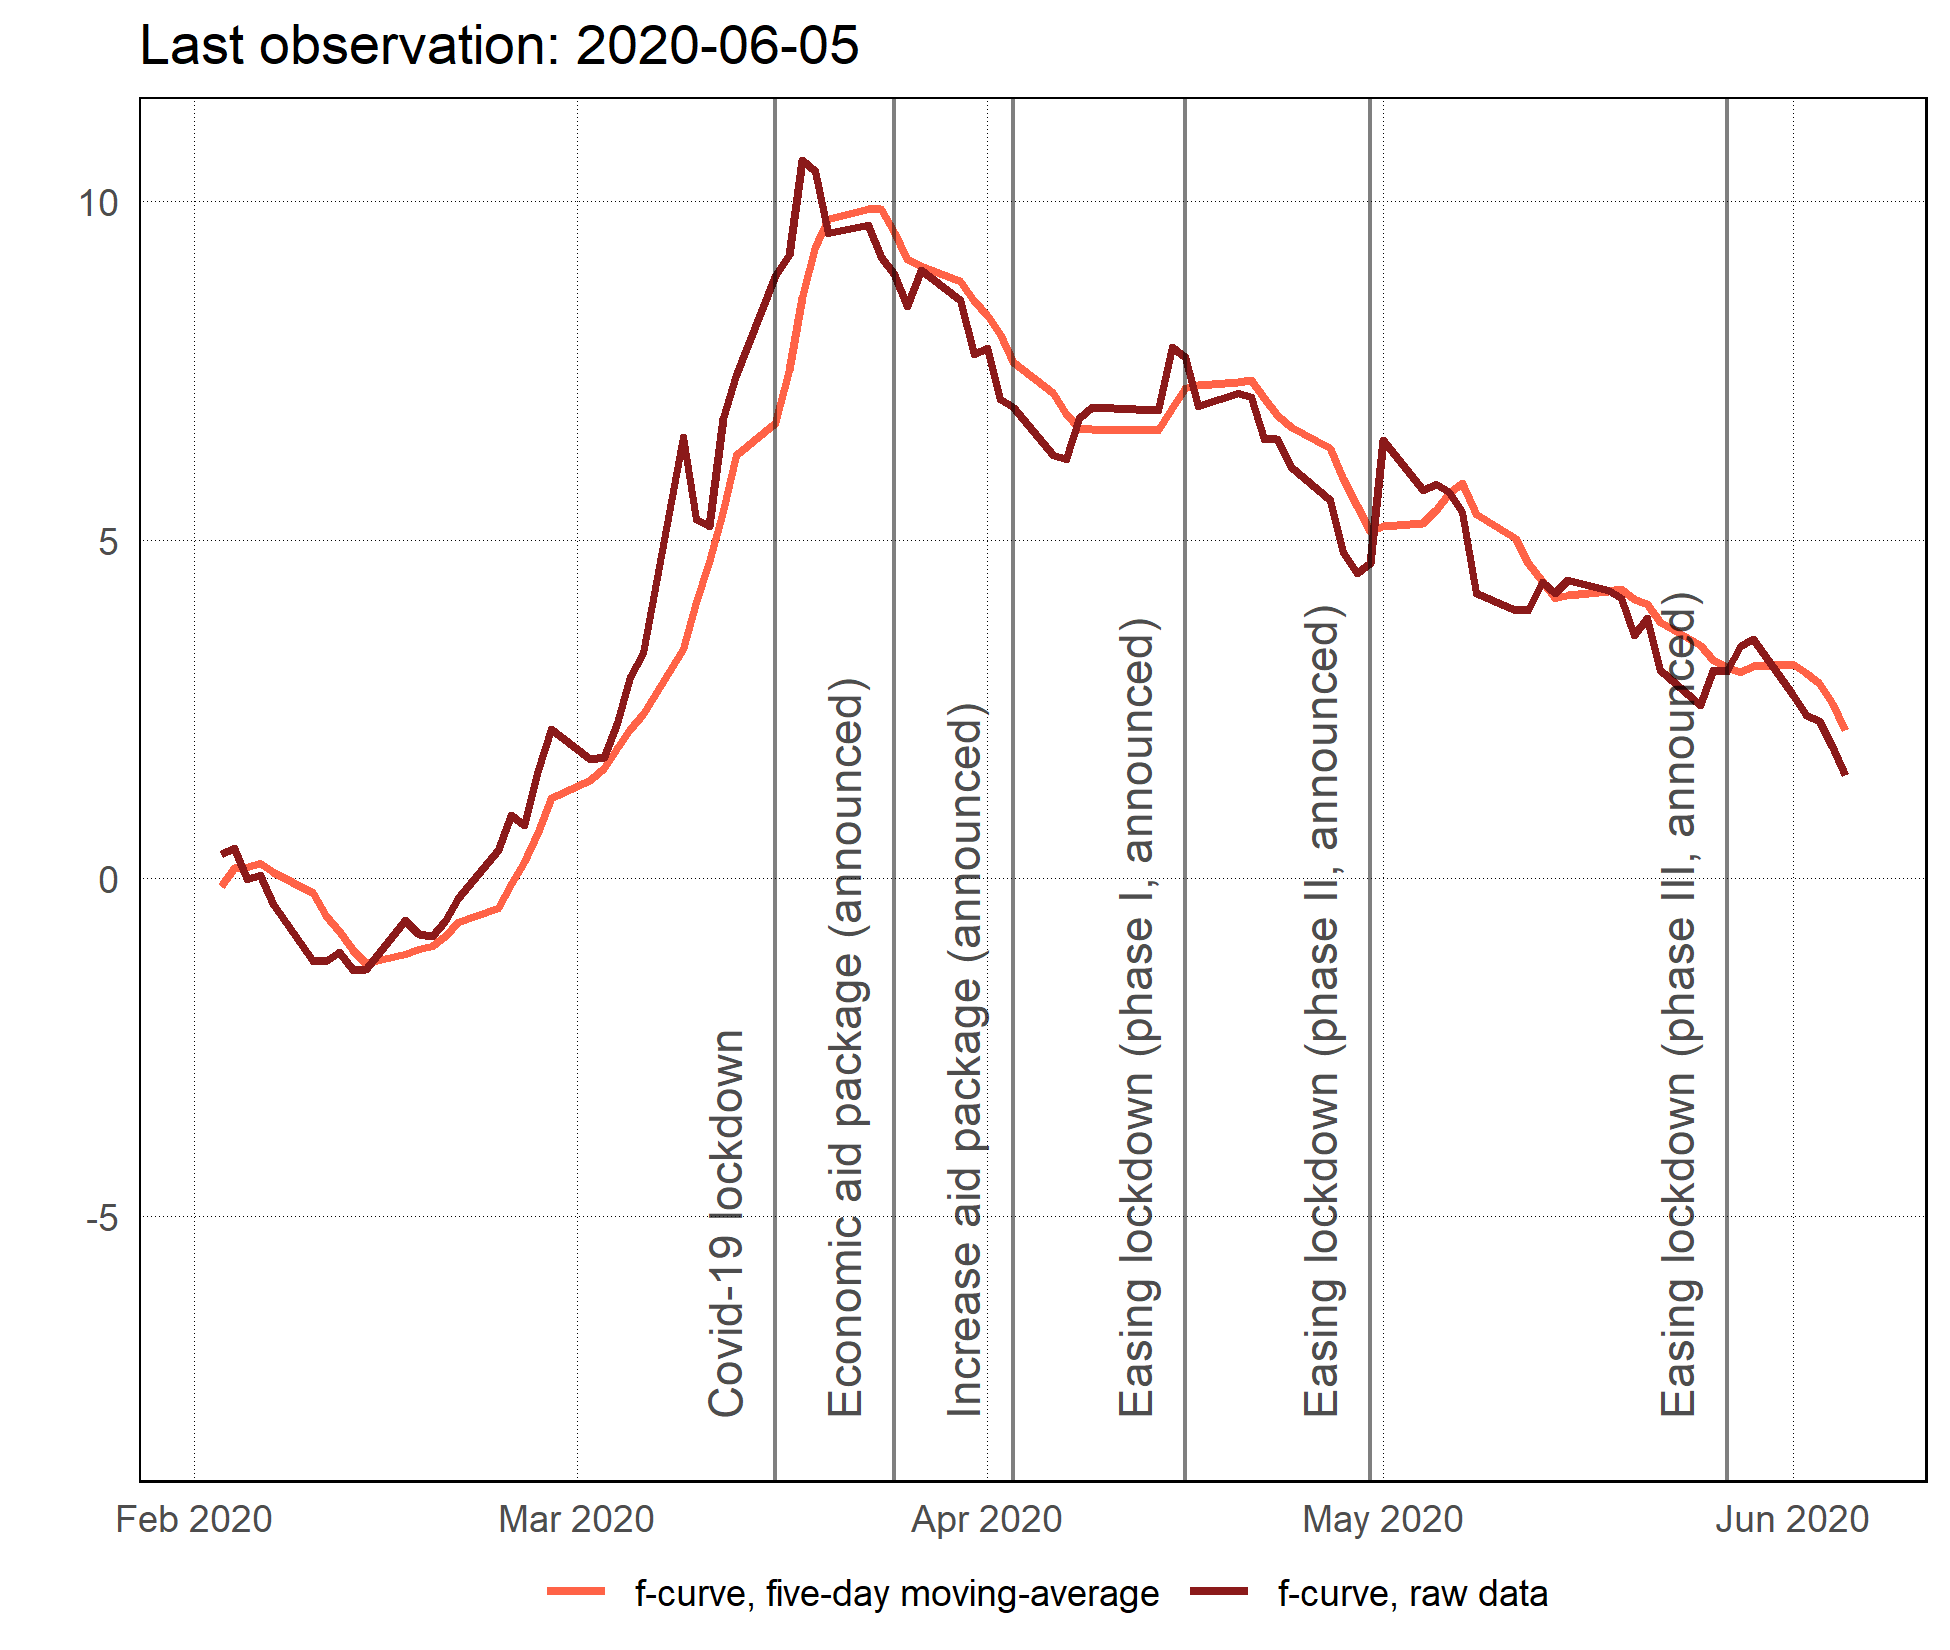 Last observation: 2020-06-05
10
5
0
-5
Covid-19 lockdown
Economic aid package (announced)
Increase aid package (announced)
Easing lockdown (phase I, announced)
Easing lockdown (phase II, announced)
Easing lockdown (phase III, announced)
Feb 2020
Mar 2020
Apr 2020
May 2020
Jun 2020
f-curve, five-day moving-average
f-curve, raw data